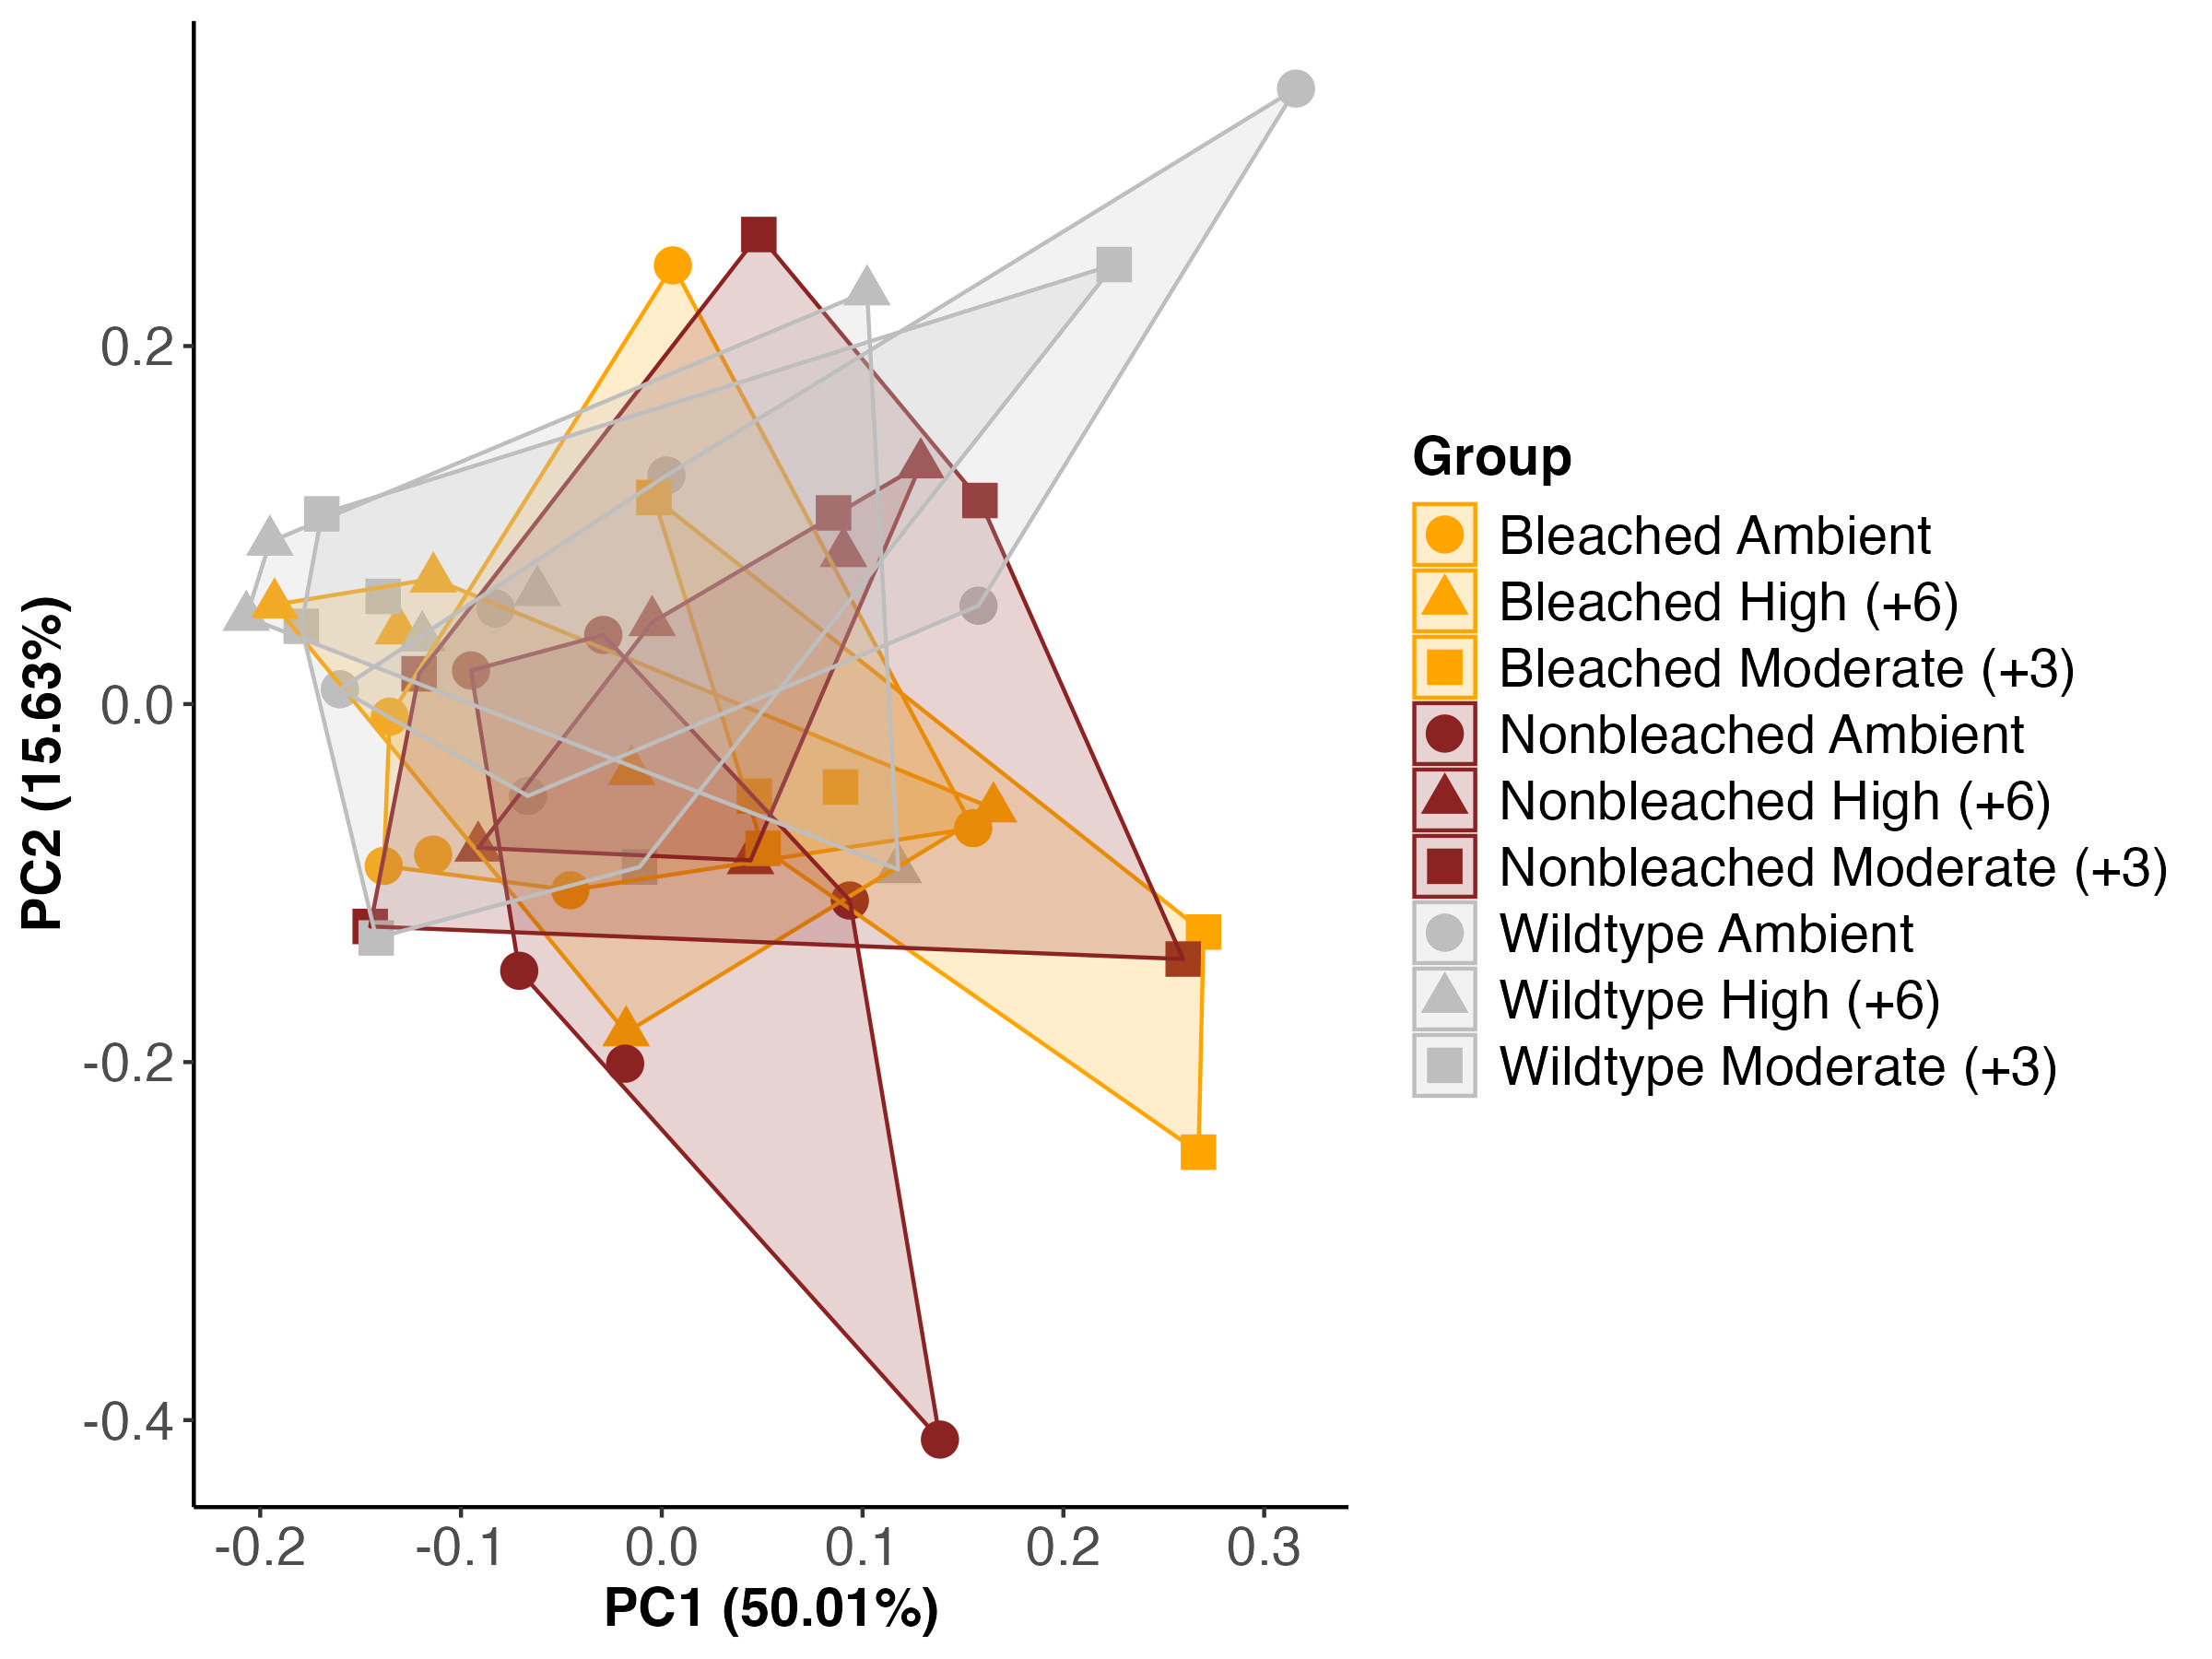 PC2 (15.63%)
0.2
0.0
-0.2
-0.4
-0.2 -0.1 0.0 0.1 0.2 0.3
PC1 (50.01%)
Group
Bleached Ambient
Bleached High (+6)
Bleached Moderate (+3)
Nonbleached Ambient
Nonbleached High (+6)
Nonbleached Moderate (+3)
Wildtype Ambient
Wildtype High (+6)
Wildtype Moderate (+3)